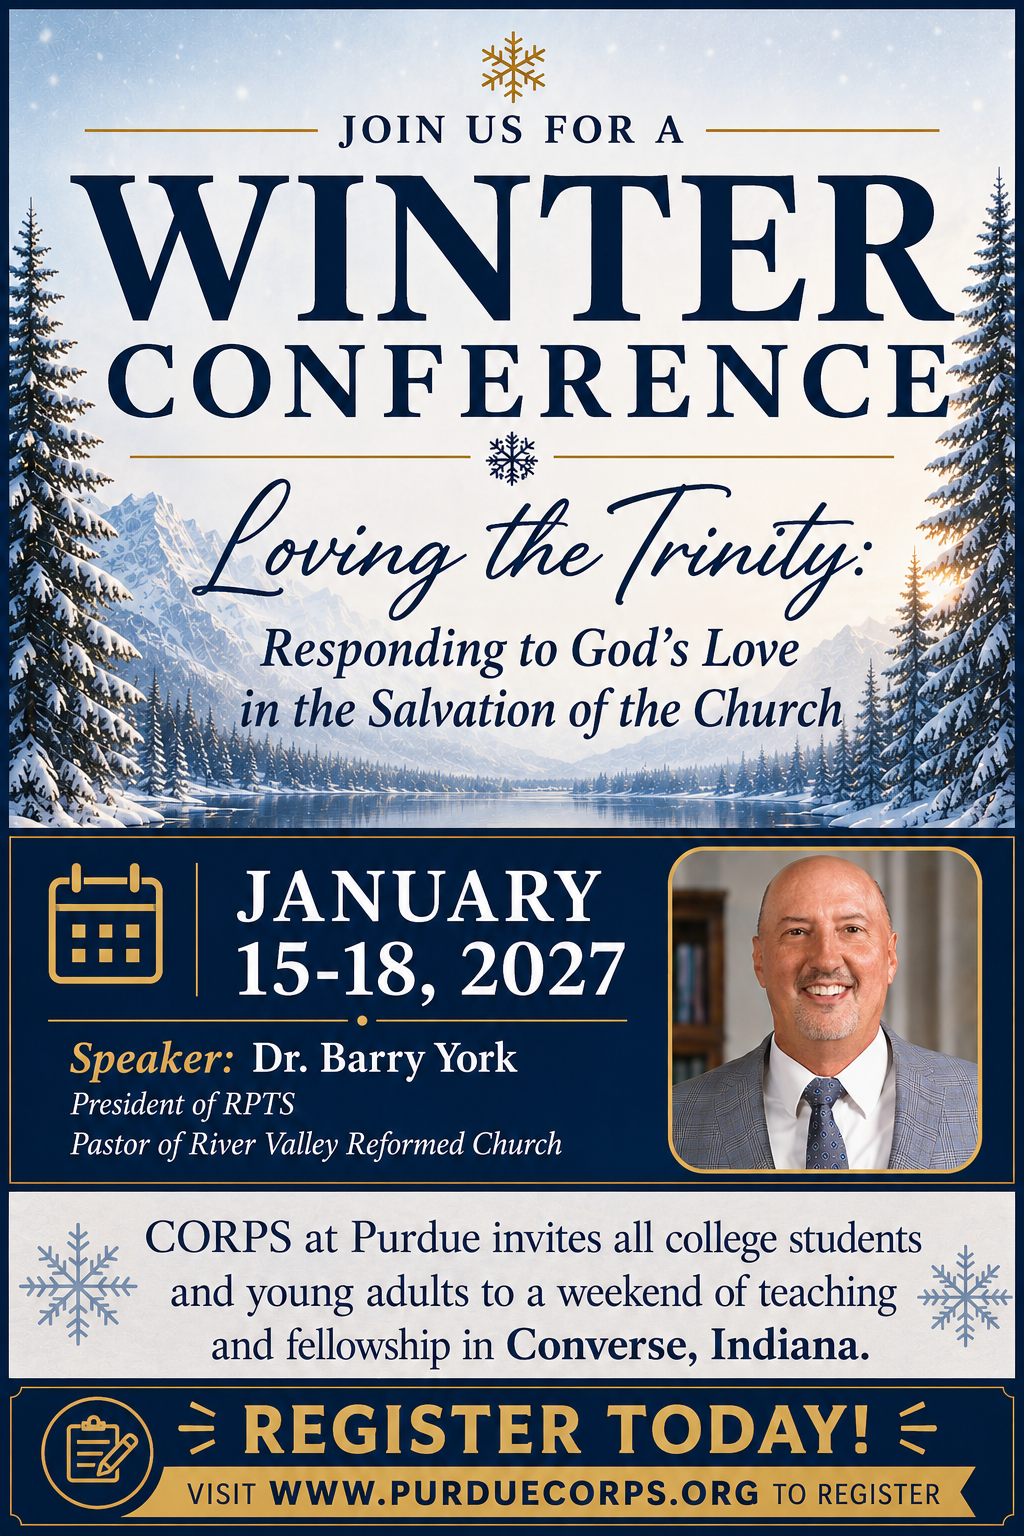 JOIN US FOR A
WINTER
CONFERENCE
Loving the Trinity:
Responding to God's Love
in the Salvation of the Church
JANUARY
15-18, 2027
Speaker: Dr. Barry York
President of RPTS
Pastor of River Valley Reformed Church
CORPS at Purdue invites all college students
and young adults to a weekend of teaching
and fellowship in Converse, Indiana.
REGISTER TODAY!
VISIT WWW.PURDUECORPS.ORG TO REGISTER